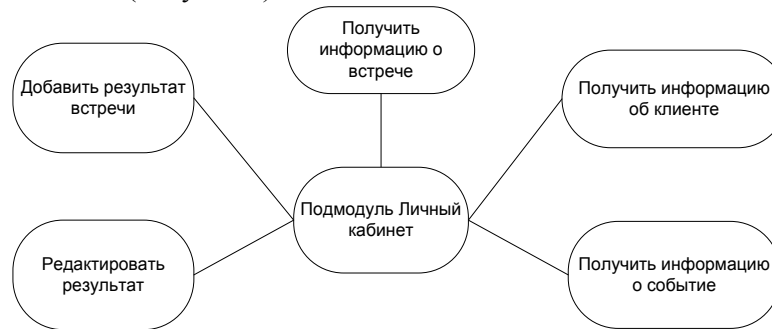 Получить
информацию о
встрече
Добавить результат
встречи
Получить информацию
об клиенте
Подмодуль Личный
кабинет
Редактировать
результат
Получить информацию
о событие